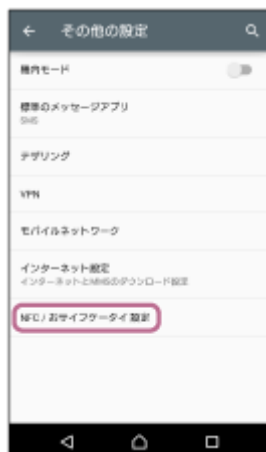 その他の設定
機内モード
標準のメッセージアプリ
SMS
テザリング
VPN
モバイルネットワーク
インターネット設定
インターネットとMMSのダウンロード設定
NFC / おサイフケータイ 設定